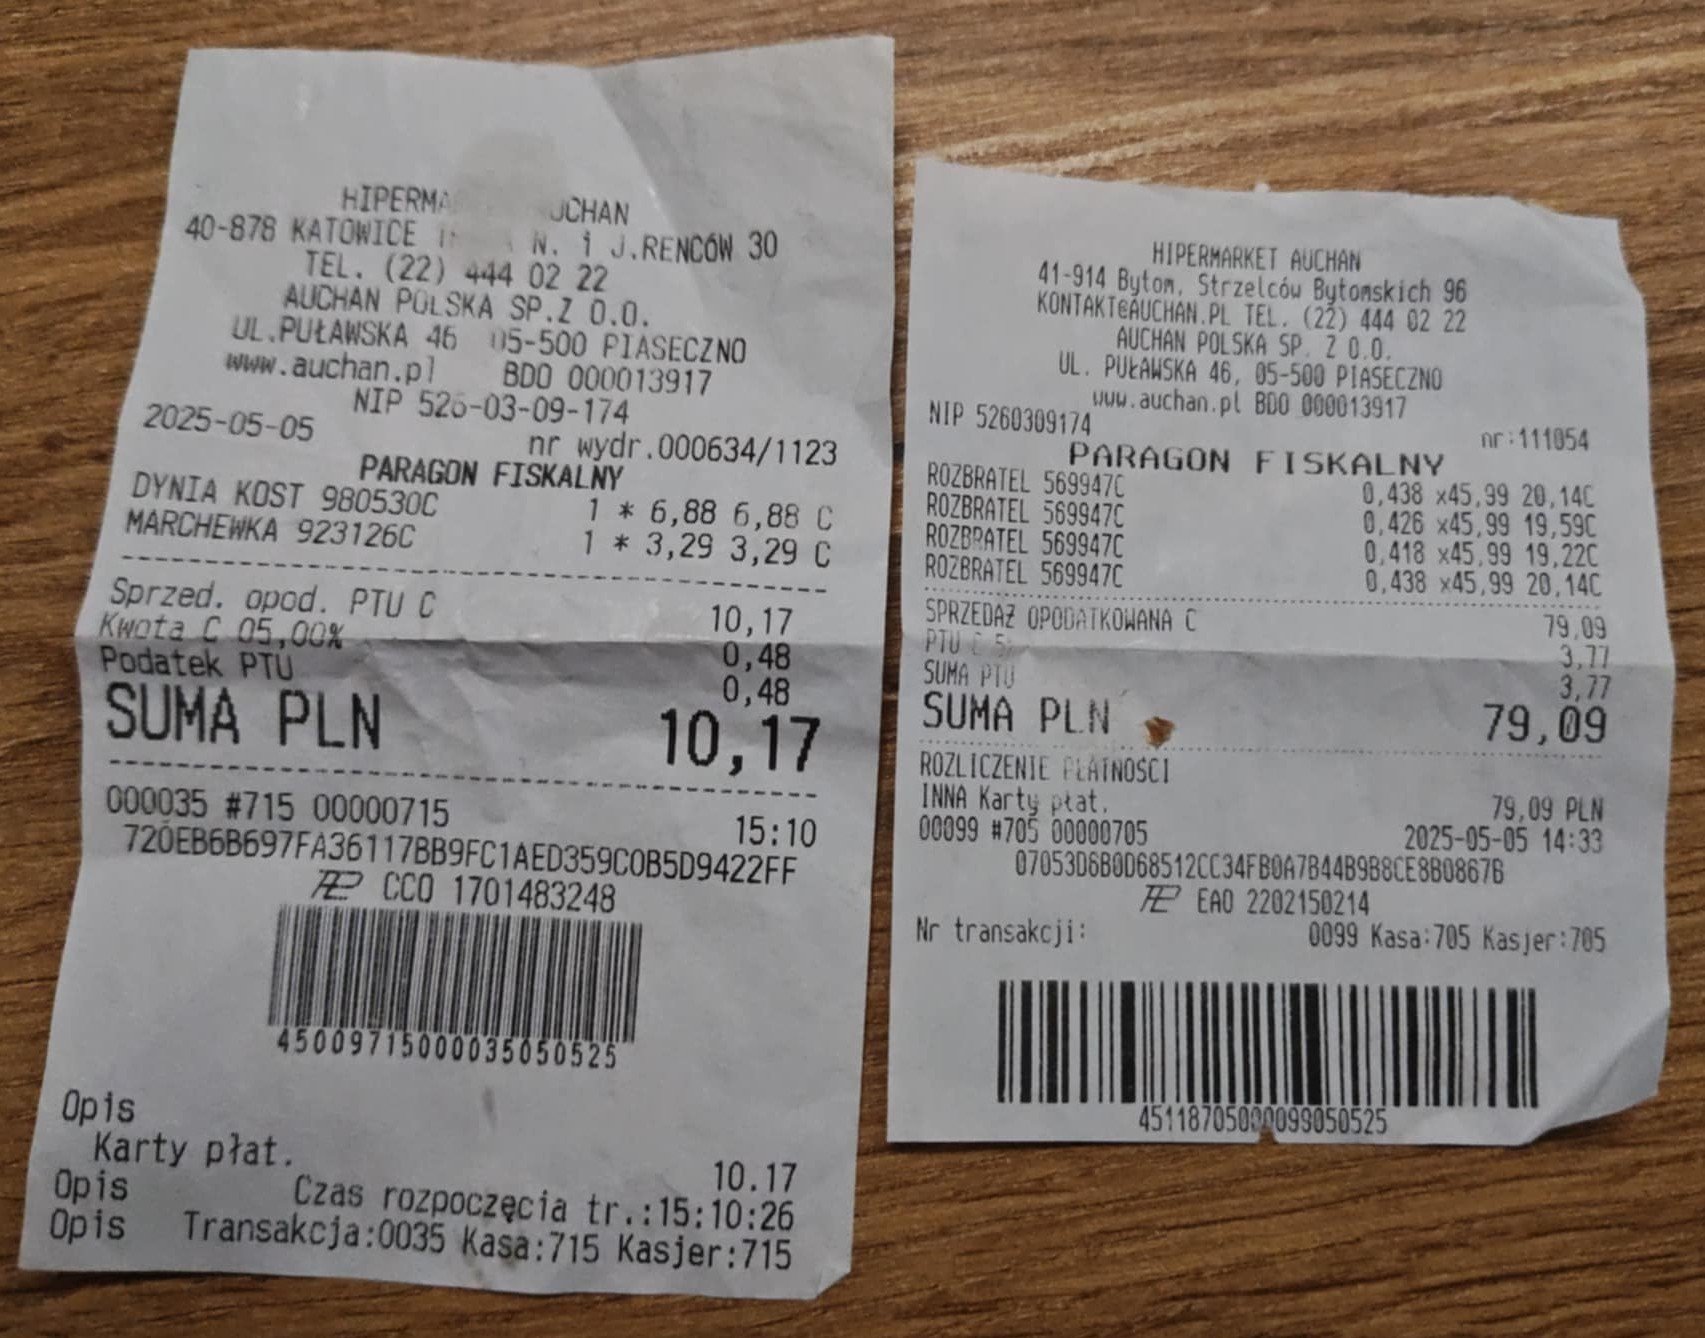 HIPERMA UCHAN
40-878 KATOWICE N. i J.RENCÓW 30
TEL. (22) 444 02 22
AUCHAN POLSKA SP.Z O.O.
UL.PUŁAWSKA 46 05-500 PIASECZNO
www.auchan.pl BDO 000013917
NIP 526-03-09-174
2025-05-05 nr wydr.000634/1123
PARAGON FISKALNY
DYNIA KOST 980530C 1 * 6,88 6,88 C
MARCHEWKA 923126C 1 * 3,29 3,29 C
Sprzed. opod. PTU C 10,17
Kwota C 05,00% 0,48
Podatek PTU 0,48
SUMA PLN 10,17
000035 #715 00000715 15:10
720EB6B697FA36117BB9FC1AED359C0B5D9422FF
CCO 1701483248
45009715000035050525
Opis
Karty płat. 10.17
Opis Czas rozpoczęcia tr.:15:10:26
Opis Transakcja:0035 Kasa:715 Kasjer:715
HIPERMARKET AUCHAN
41-914 Bytom, Strzelców Bytomskich 96
KONTAKT@AUCHAN.PL TEL. (22) 444 02 22
AUCHAN POLSKA SP. Z O.O.
UL. PUŁAWSKA 46, 05-500 PIASECZNO
www.auchan.pl BDO 000013917
NIP 5260309174 nr:111054
PARAGON FISKALNY
ROZBRATEL 569947C 0,438 x45,99 20,14C
ROZBRATEL 569947C 0,426 x45,99 19,59C
ROZBRATEL 569947C 0,418 x45,99 19,22C
ROZBRATEL 569947C 0,438 x45,99 20,14C
SPRZEDAŻ OPODATKOWANA C 79,09
PTU C 5% 3,77
SUMA PTU 3,77
SUMA PLN 79,09
ROZLICZENIE PŁATNOŚCI
INNA Karty płat. 79,09 PLN
00099 #705 00000705 2025-05-05 14:33
07053D6B0D68512CC34FB0A7B44B9B8CE8B0867B
EAO 2202150214
Nr transakcji: 0099 Kasa:705 Kasjer:705
45118705000099050525